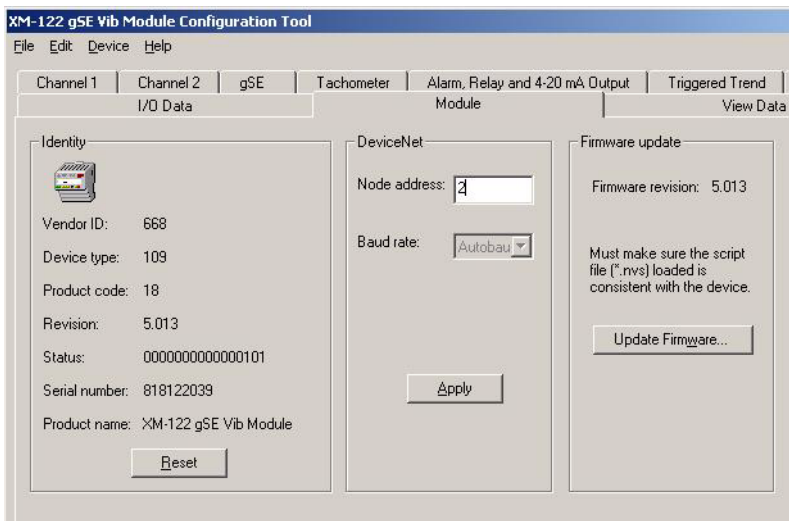 XM-122 gSE Vib Module Configuration Tool
File Edit Device Help
Channel 1 Channel 2 gSE Tachometer Alarm, Relay and 4-20 mA Output Triggered Trend
I/O Data Module View Data
Identity
Vendor ID: 668
Device type: 109
Product code: 18
Revision: 5.013
Status: 0000000000000101
Serial number: 818122039
Product name: XM-122 gSE Vib Module
Reset
DeviceNet
Node address: 2
Baud rate: Autobau
Apply
Firmware update
Firmware revision: 5.013
Must make sure the script
file (*.nvs) loaded is
consistent with the device.
Update Firmware...